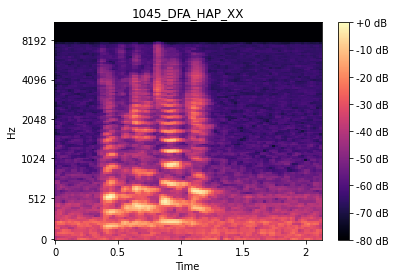 1045_DFA_HAP_XX
+0 dB
8192
-10 dB
4096
-20 dB
-30 dB
2048
Hz
-40 dB
1024
-50 dB
-60 dB
512
-70 dB
0
-80 dB
0
0.5
1
1.5
2
Time